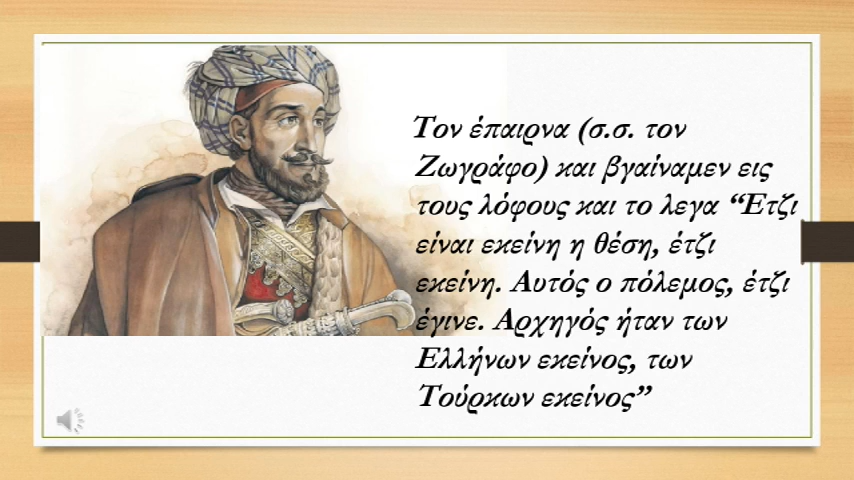 Τον έπαιρνα (σ.σ. τον
Ζωγράφο) και βγαίναμεν εις
τους λόφους και το λεγα “Ετζι
είναι εκείνη η θέση, έτζι
εκείνη. Αυτός ο πόλεμος, έτζι
έγινε. Αρχηγός ήταν των
Ελλήνων εκείνος, των
Τούρκων εκείνος”